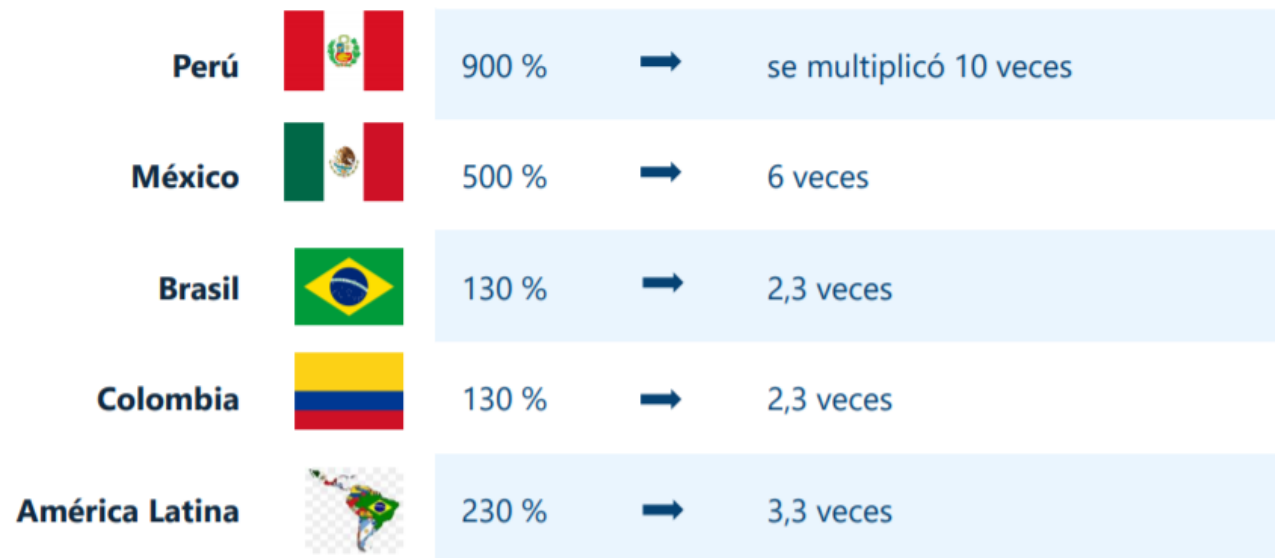 Perú 900 % se multiplicó 10 veces
México 500 % 6 veces
Brasil 130 % 2,3 veces
Colombia 130 % 2,3 veces
América Latina 230 % 3,3 veces